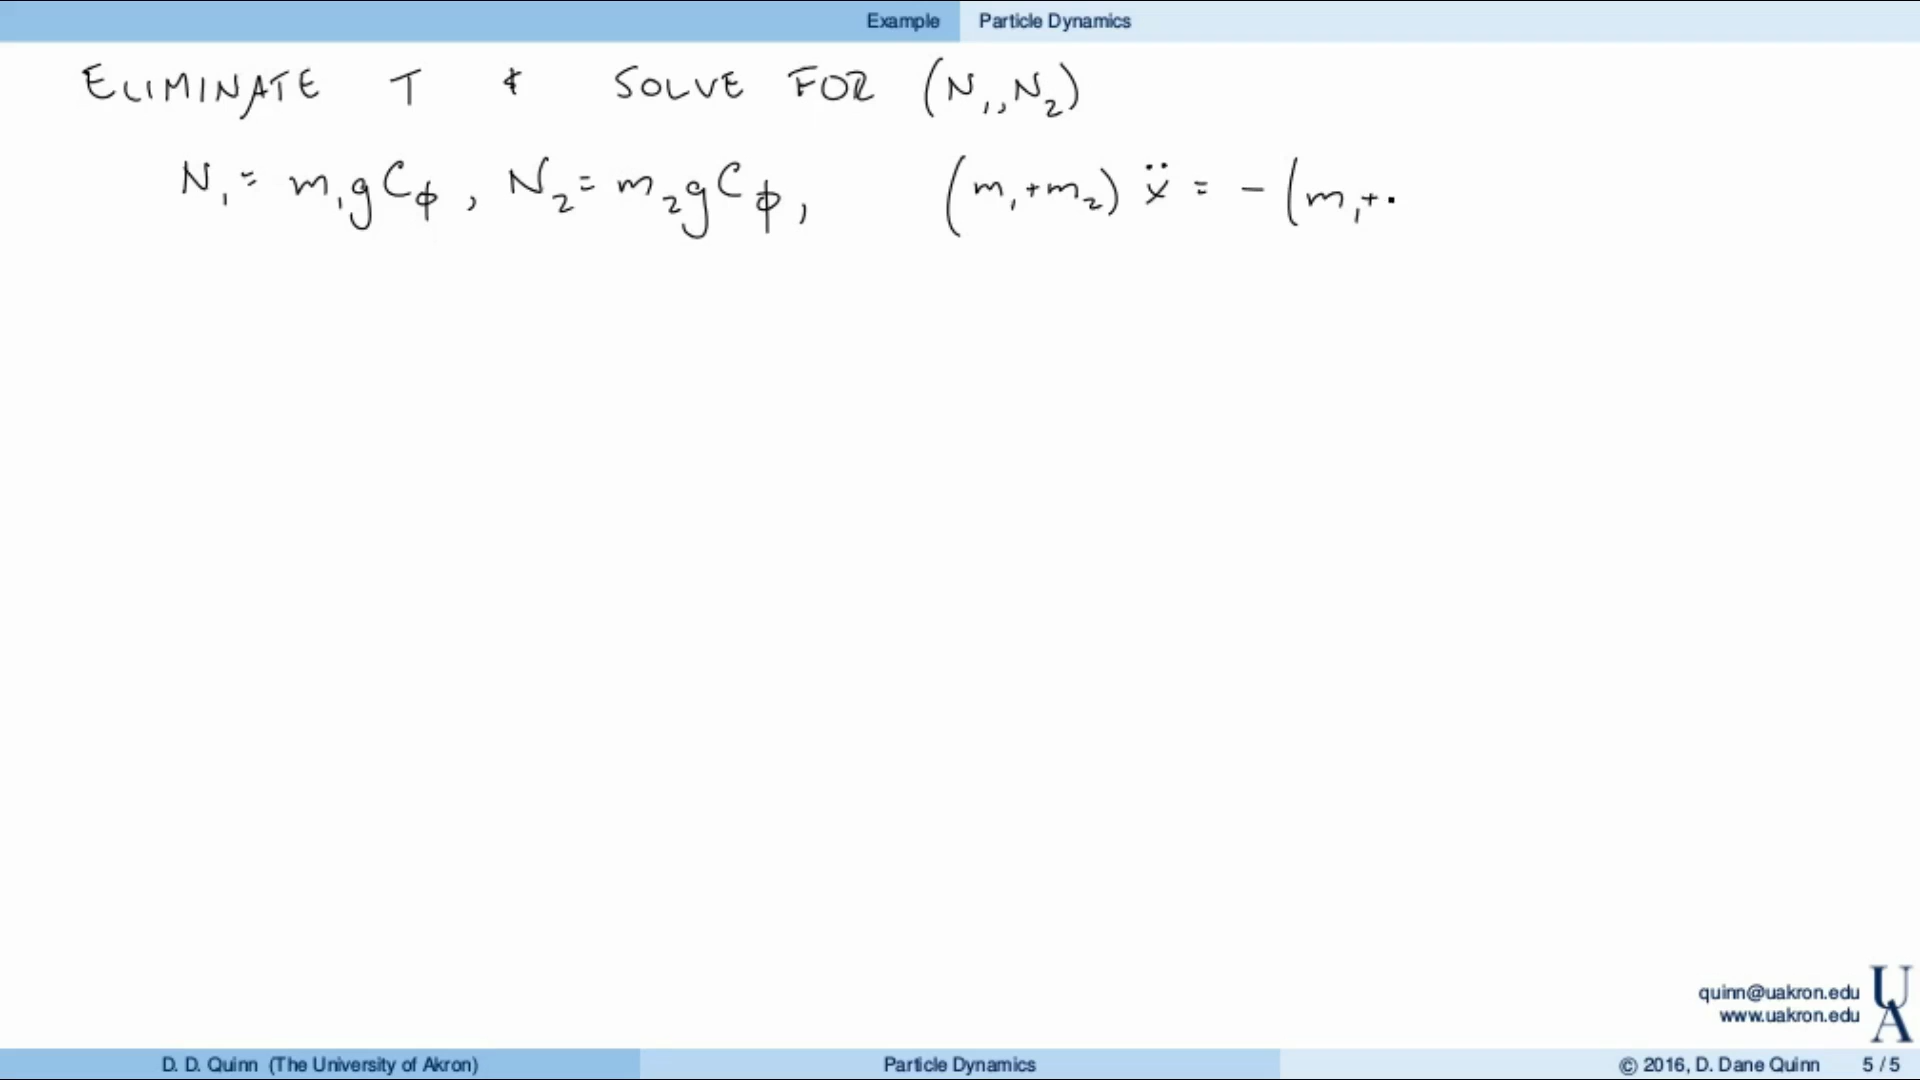 Example Particle Dynamics
ELIMINATE T & SOLVE FOR (N₁, N₂)
N₁ = m₁gCϕ, N₂ = m₂gCϕ, (m₁+m₂) ẍ = - (m₁+
quinn@uakron.edu
www.uakron.edu
UA
D. D. Quinn (The University of Akron) Particle Dynamics © 2016, D. Dane Quinn 5 / 5